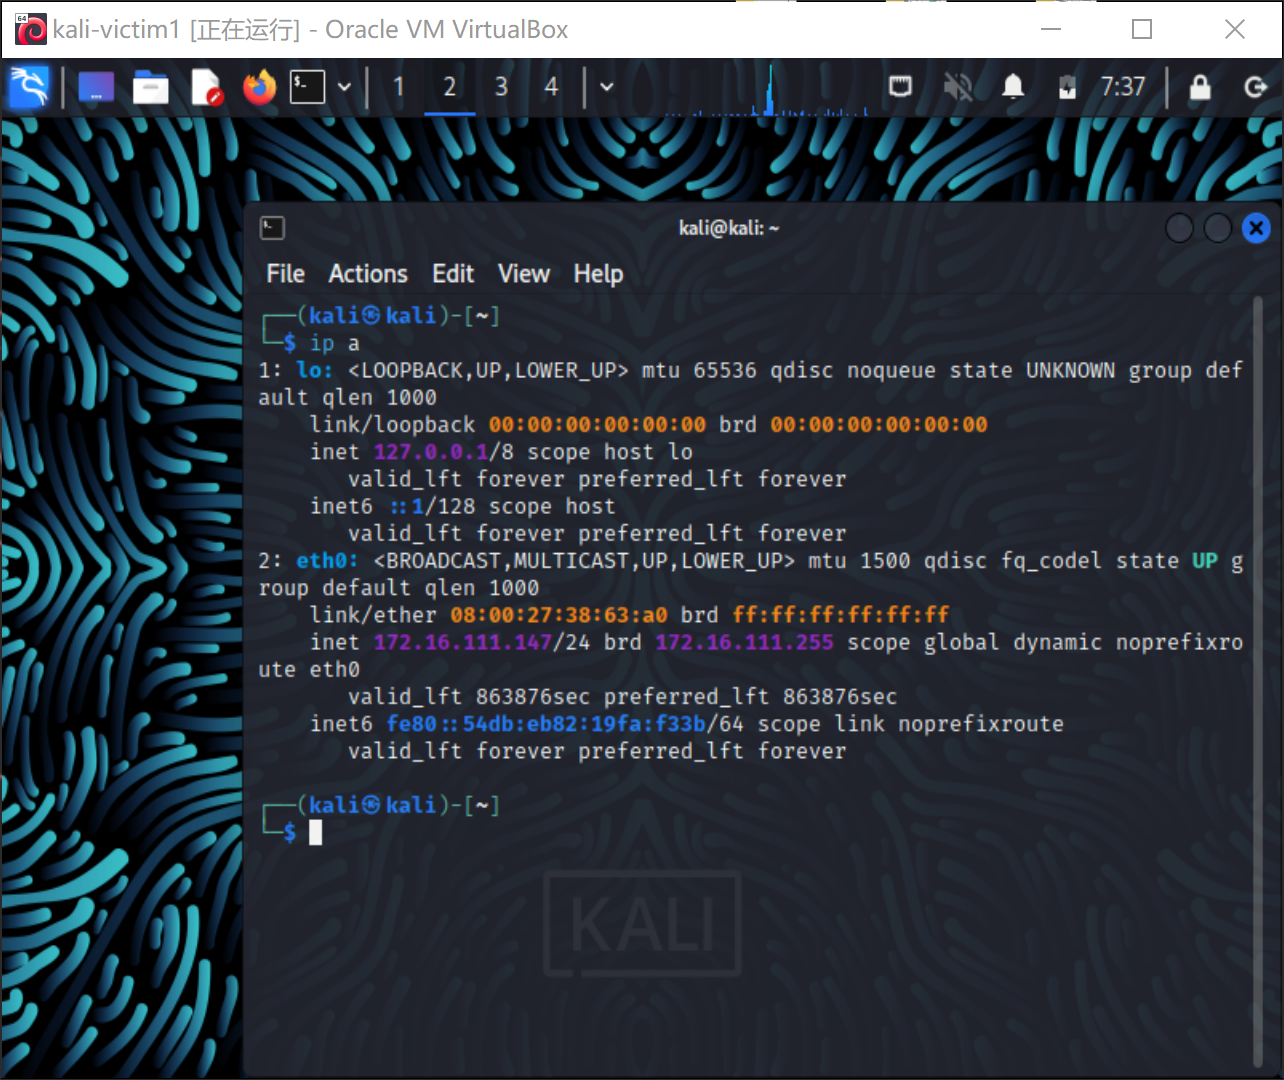 64
kali-victim1 [正在运行] - Oracle VM VirtualBox
1 2 3 4 7:37
kali@kali: ~
File Actions Edit View Help
┌──(kali㉿kali)-[~]
└─$ ip a
1: lo: <LOOPBACK,UP,LOWER_UP> mtu 65536 qdisc noqueue state UNKNOWN group def
ault qlen 1000
link/loopback 00:00:00:00:00:00 brd 00:00:00:00:00:00
inet 127.0.0.1/8 scope host lo
valid_lft forever preferred_lft forever
inet6 ::1/128 scope host
valid_lft forever preferred_lft forever
2: eth0: <BROADCAST,MULTICAST,UP,LOWER_UP> mtu 1500 qdisc fq_codel state UP g
roup default qlen 1000
link/ether 08:00:27:38:63:a0 brd ff:ff:ff:ff:ff:ff
inet 172.16.111.147/24 brd 172.16.111.255 scope global dynamic noprefixro
ute eth0
valid_lft 863876sec preferred_lft 863876sec
inet6 fe80::54db:eb82:19fa:f33b/64 scope link noprefixroute
valid_lft forever preferred_lft forever
┌──(kali㉿kali)-[~]
└─$
KALI